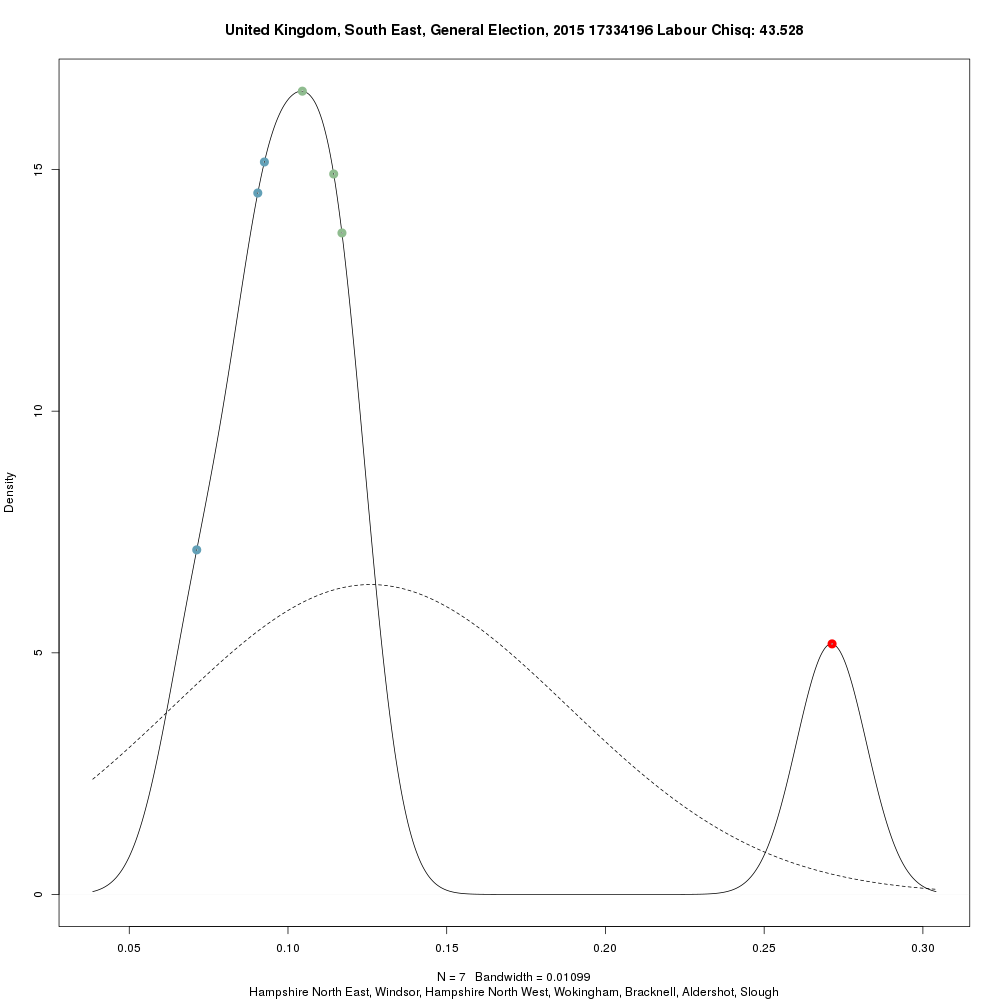 United Kingdom, South East, General Election, 2015 17334196 Labour Chisq: 43.528
15
10
5
0
Density
0.05 0.10 0.15 0.20 0.25 0.30
N = 7 Bandwidth = 0.01099
Hampshire North East, Windsor, Hampshire North West, Wokingham, Bracknell, Aldershot, Slough